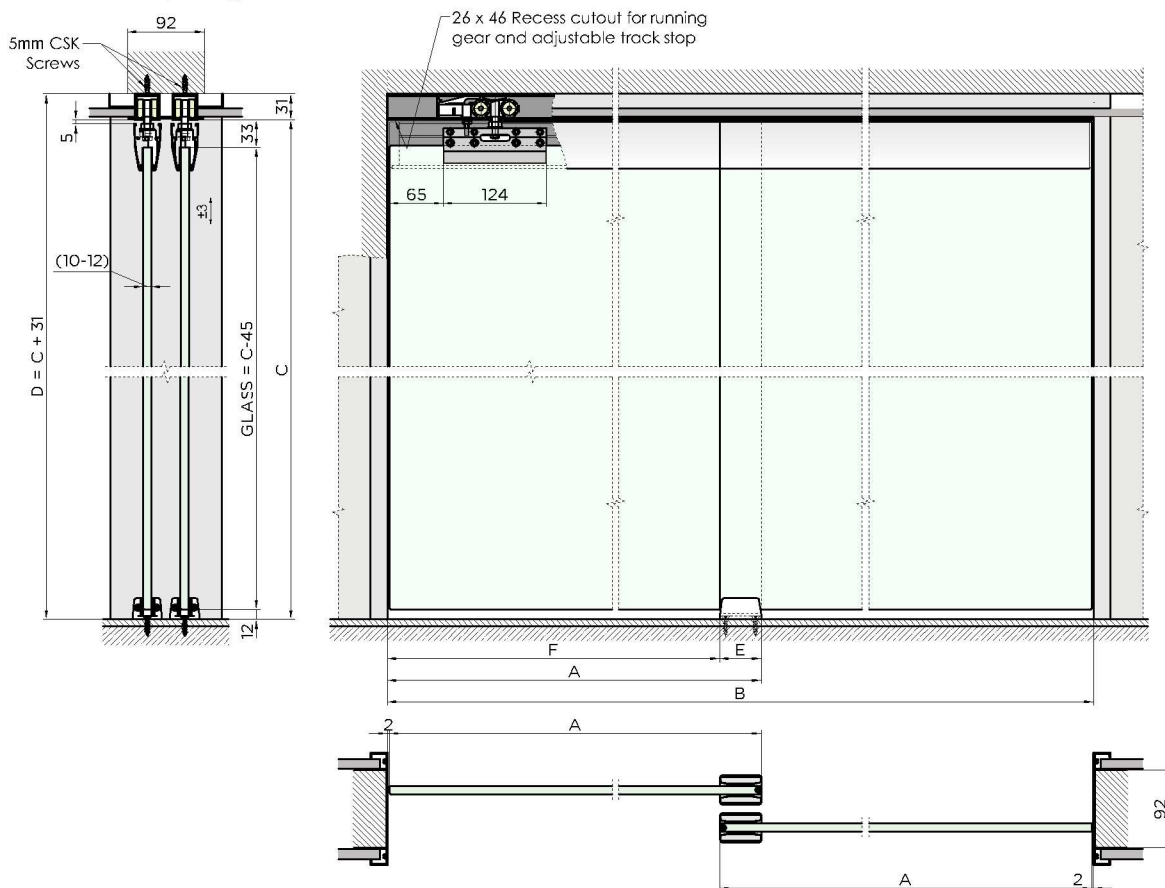 92
5mm CSK
Screws
26 x 46 Recess cutout for running
gear and adjustable track stop
31
5
33
65
124
±3
(10-12)
D = C + 31
GLASS = C-45
C
12
F
E
A
B
2
A
92
A
2